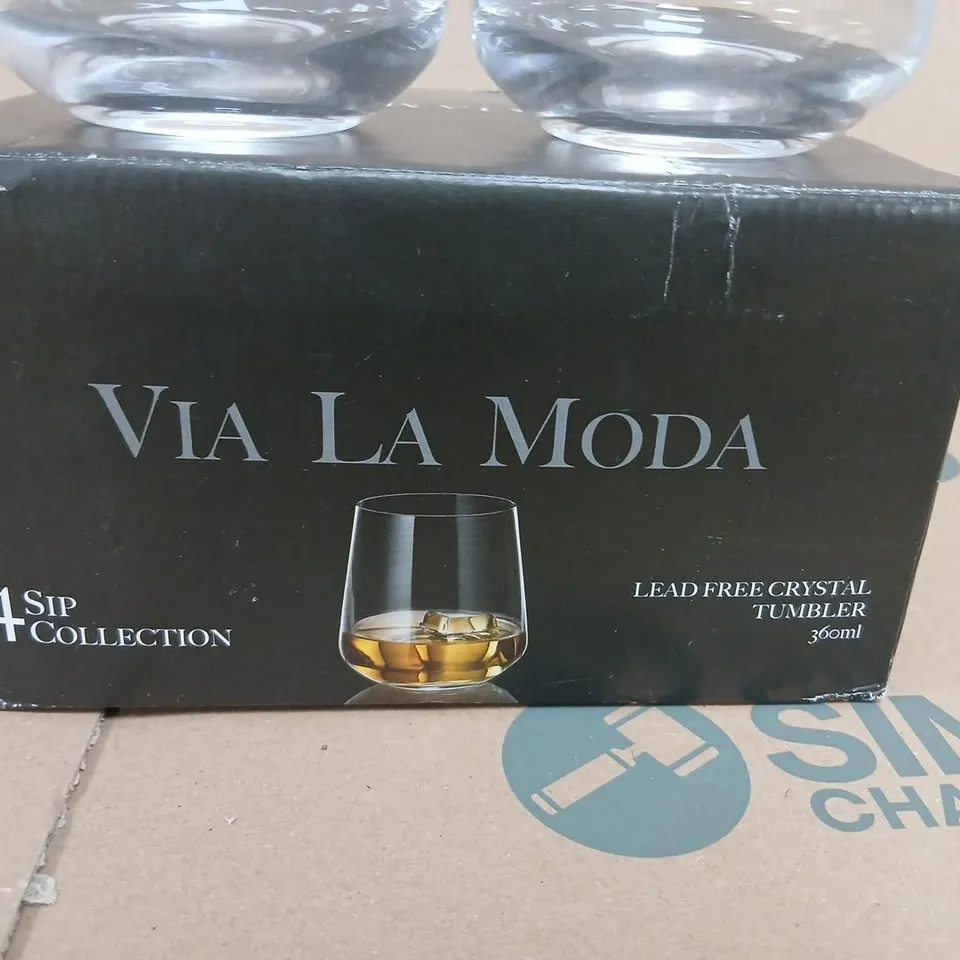 VIA LA MODA
4 SIP
COLLECTION
LEAD FREE CRYSTAL
TUMBLER
360ml
SIM
CHA